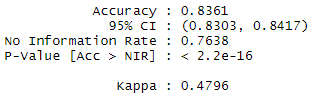 Accuracy : 0.8361
95% CI : (0.8303, 0.8417)
No Information Rate : 0.7638
P-Value [Acc > NIR] : < 2.2e-16
Kappa : 0.4796